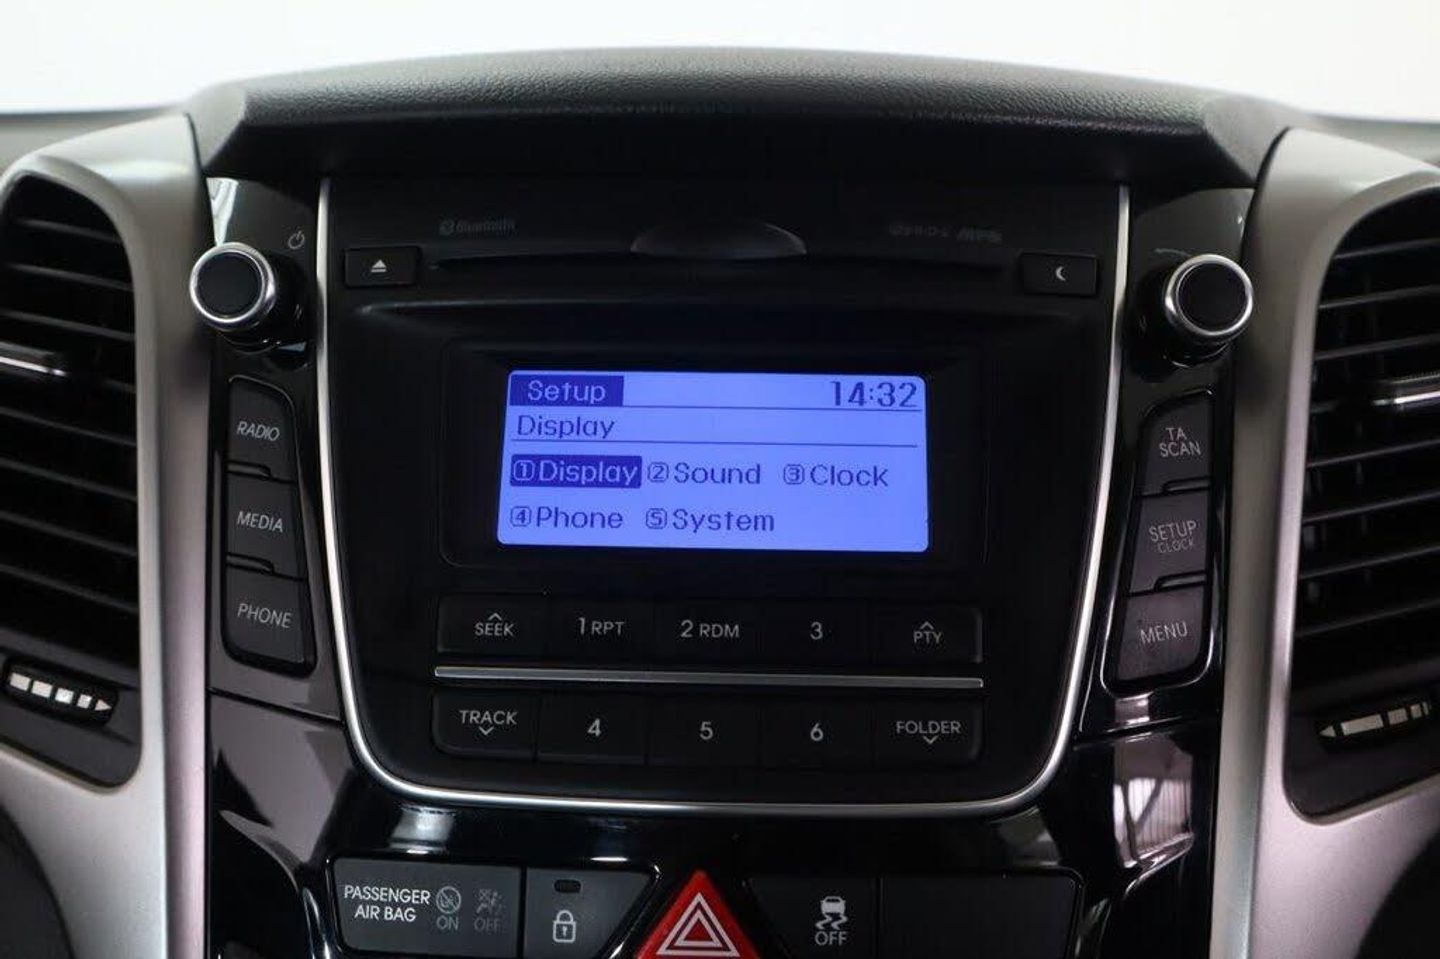 Bluetooth
RADIO
MEDIA
PHONE
Setup 14:32
Display
①Display ②Sound ③Clock
④Phone ⑤System
TA
SCAN
SETUP
CLOCK
MENU
SEEK 1 RPT 2 RDM 3 PTY
TRACK 4 5 6 FOLDER
PASSENGER
AIR BAG
ON OFF
OFF